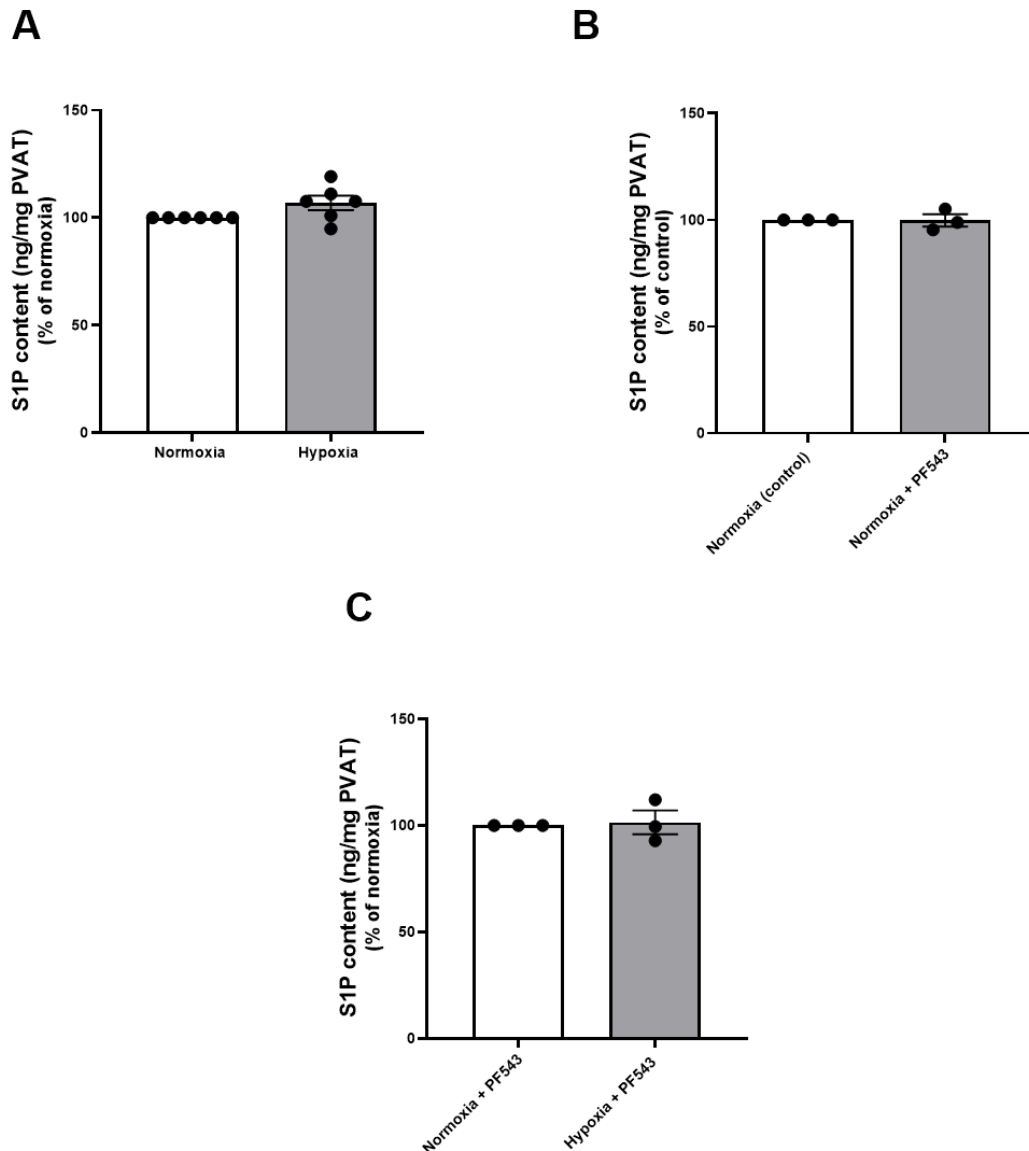 A
S1P content (ng/mg PVAT)
(% of normoxia)
150
100
50
0
Normoxia
Hypoxia
B
S1P content (ng/mg PVAT)
(% of control)
150
100
50
0
Normoxia (control)
Normoxia + PF543
C
S1P content (ng/mg PVAT)
(% of normoxia)
150
100
50
0
Normoxia + PF543
Hypoxia + PF543